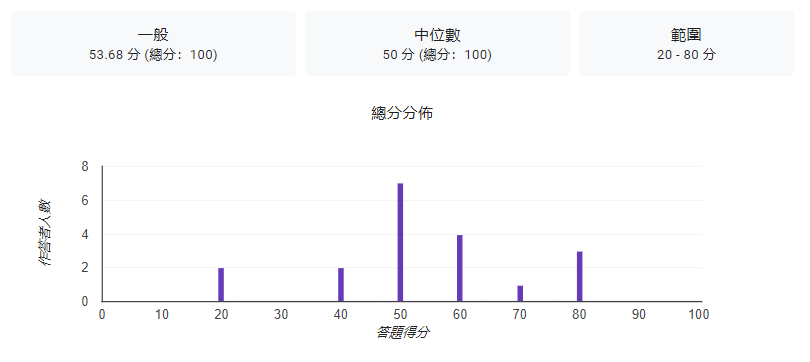 一般
53.68 分 (總分：100)
中位數
50 分 (總分：100)
範圍
20 - 80 分
總分分佈
作答者人數
8
6
4
2
0
0 10 20 30 40 50 60 70 80 90 100
答題得分